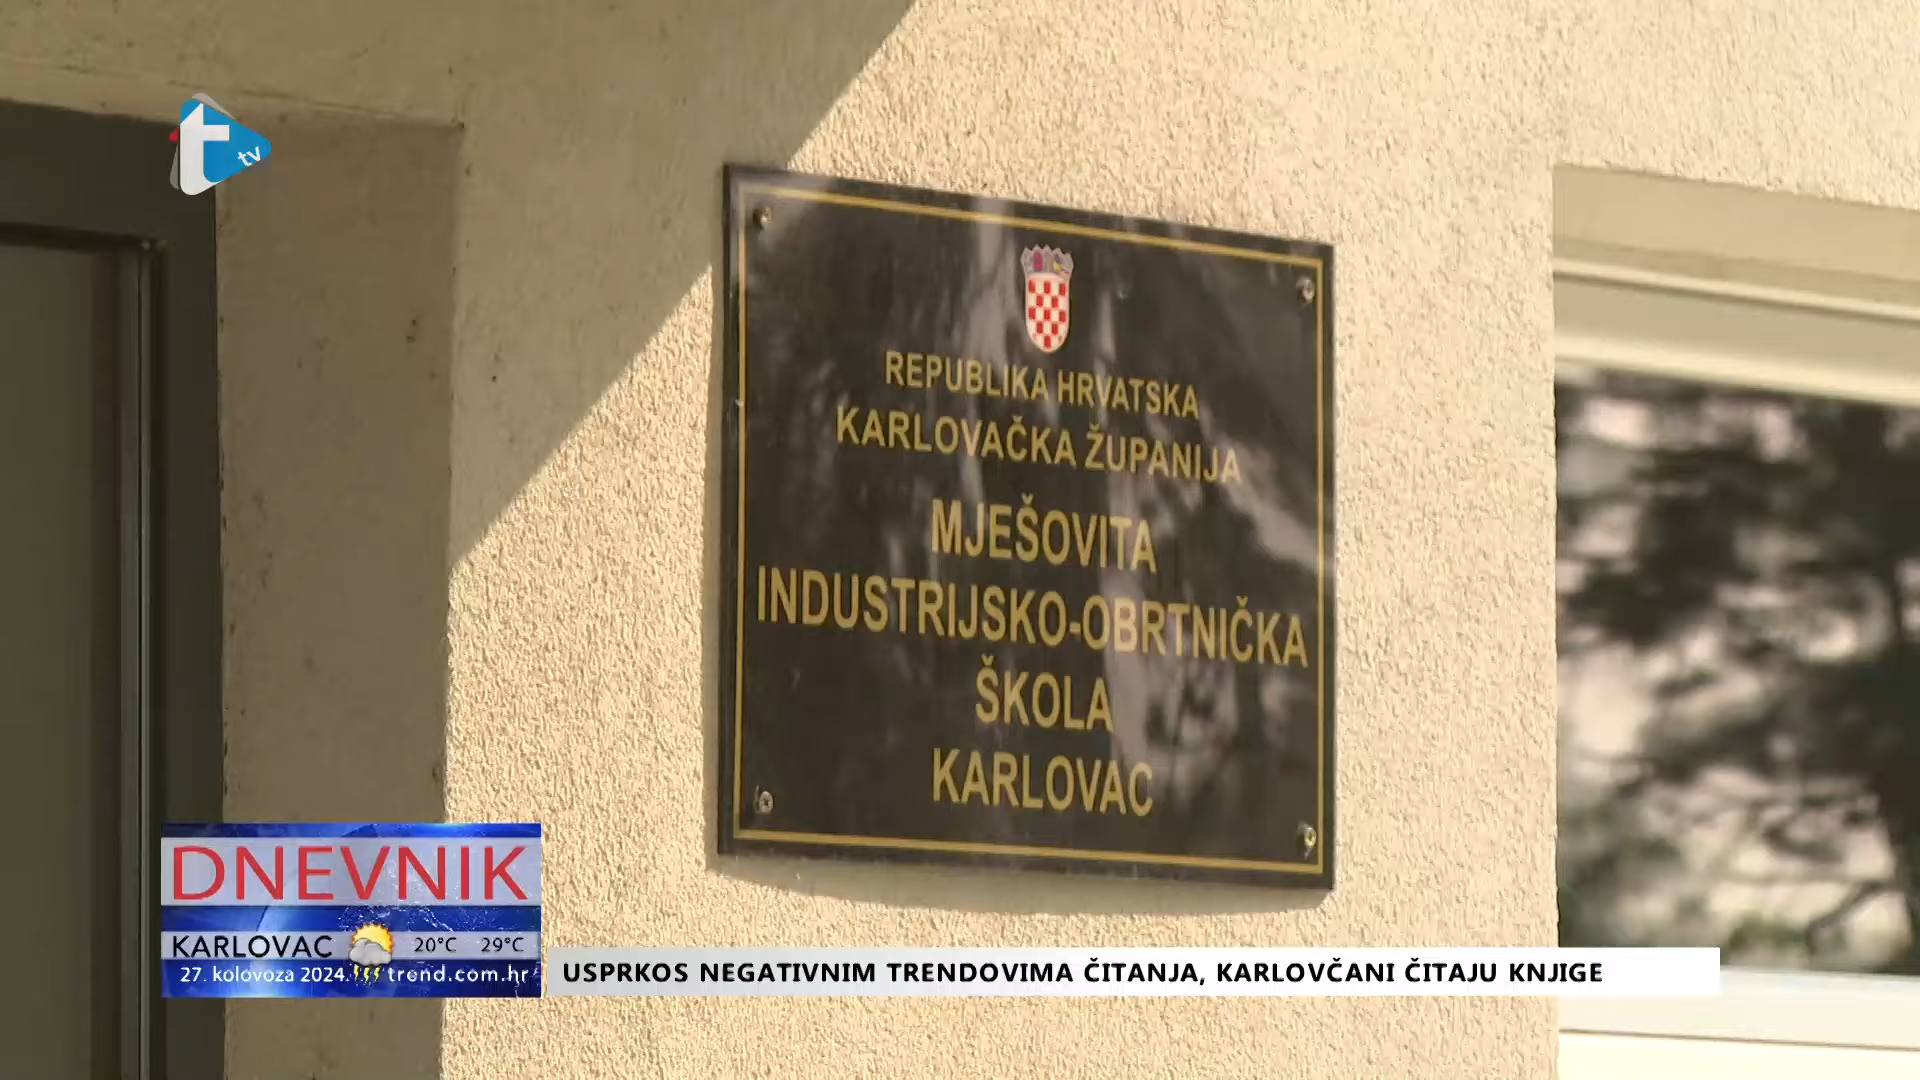 t tv
REPUBLIKA HRVATSKA
KARLOVAČKA ŽUPANIJA
MJEŠOVITA
INDUSTRIJSKO-OBRTNIČKA
ŠKOLA
KARLOVAC
DNEVNIK
KARLOVAC 20°C 29°C
27. kolovoza 2024. trend.com.hr
USPRKOS NEGATIVNIM TRENDOVIMA ČITANJA, KARLOVČANI ČITAJU KNJIGE